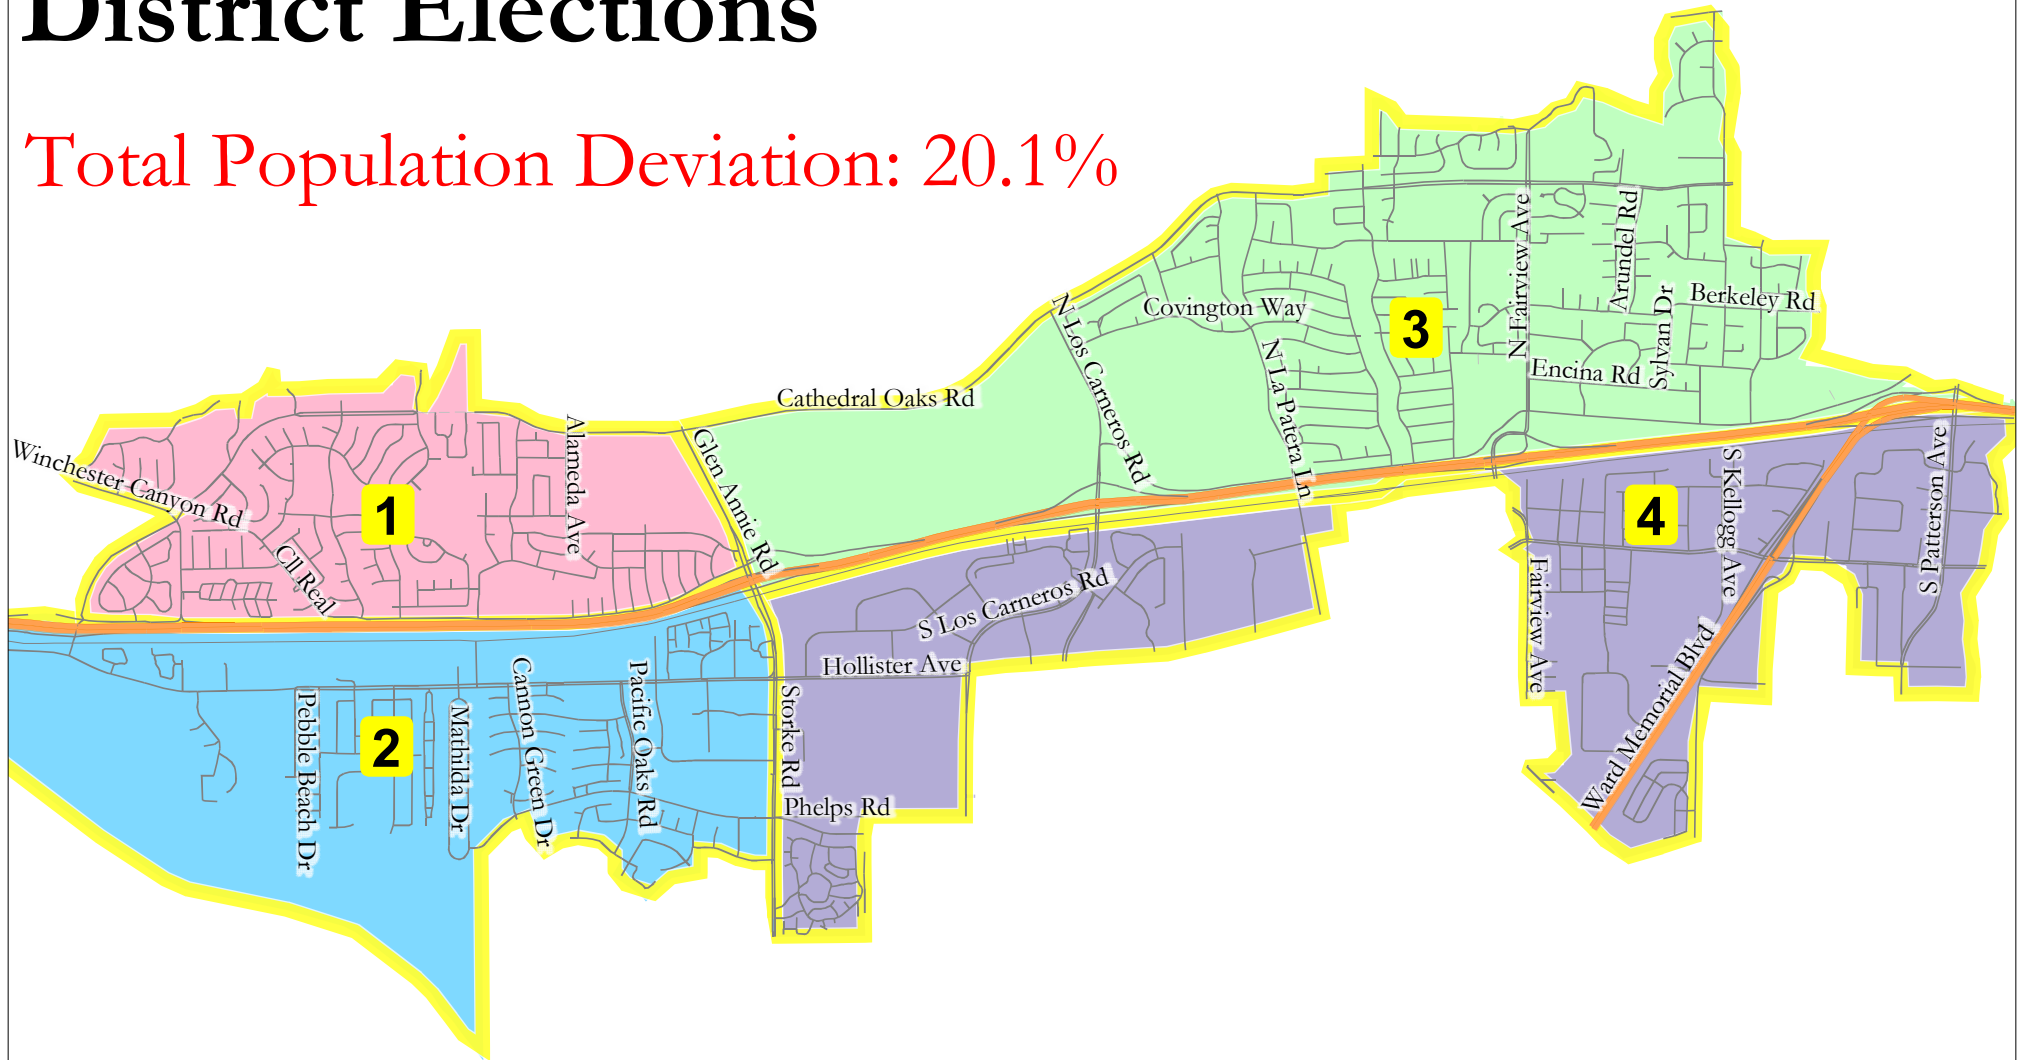 District Elections
Total Population Deviation: 20.1%
N Fairview Ave
Arundel Rd
Sylvan Dr
Berkeley Rd
Encina Rd
3
Covington Way
N Los Carneros Rd
N La Patera Ln
Cathedral Oaks Rd
Glen Annie Rd
Alameda Ave
Winchester Canyon Rd
1
Cll Real
S Kellogg Ave
4
S Patterson Ave
Fairview Ave
Ward Memorial Blvd
S Los Carneros Rd
Hollister Ave
Storke Rd
Phelps Rd
Pebble Beach Dr
2
Mathilda Dr
Cannon Green Dr
Pacific Oaks Rd